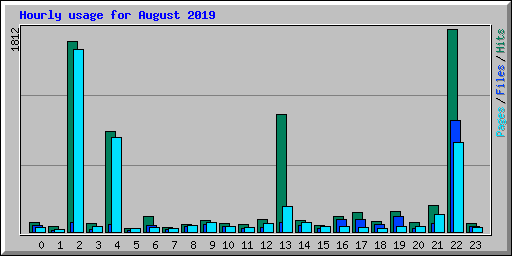 Hourly usage for August 2019
1812
Pages/Files/Hits
0 1 2 3 4 5 6 7 8 9 10 11 12 13 14 15 16 17 18 19 20 21 22 23